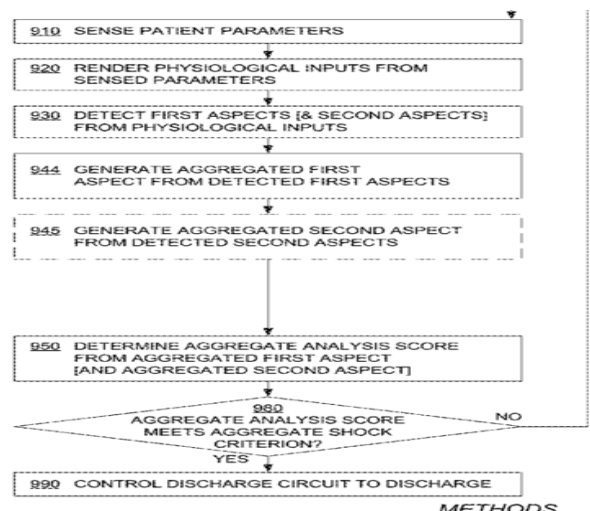 910 SENSE PATIENT PARAMETERS
920 RENDER PHYSIOLOGICAL INPUTS FROM
SENSED PARAMETERS
930 DETECT FIRST ASPECTS [& SECOND ASPECTS]
FROM PHYSIOLOGICAL INPUTS
944 GENERATE AGGREGATED FIRST
ASPECT FROM DETECTED FIRST ASPECTS
945 GENERATE AGGREGATED SECOND ASPECT
FROM DETECTED SECOND ASPECTS
950 DETERMINE AGGREGATE ANALYSIS SCORE
FROM AGGREGATED FIRST ASPECT
[AND AGGREGATED SECOND ASPECT]
980
AGGREGATE ANALYSIS SCORE
MEETS AGGREGATE SHOCK
CRITERION?
NO
YES
990 CONTROL DISCHARGE CIRCUIT TO DISCHARGE
METHODS